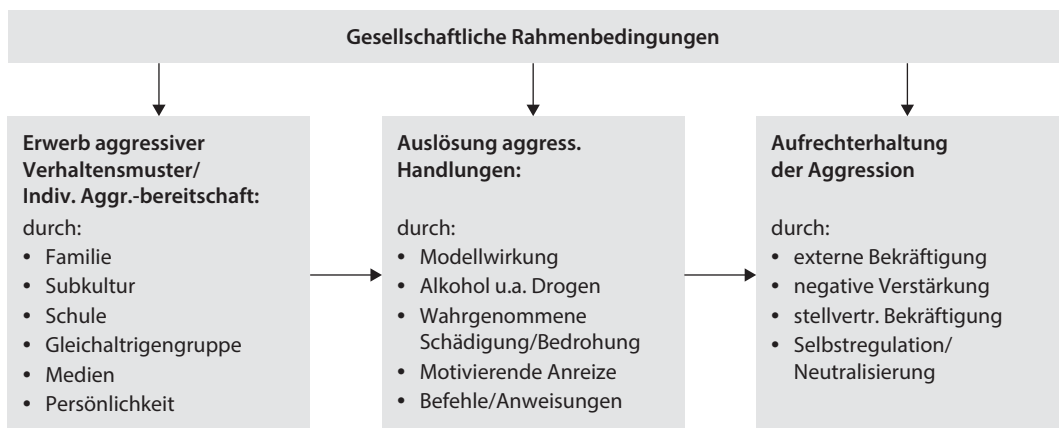 Gesellschaftliche Rahmenbedingungen
Erwerb aggressiver
Verhaltensmuster/
Indiv. Aggr.-bereitschaft:
durch:
• Familie
• Subkultur
• Schule
• Gleichaltrigengruppe
• Medien
• Persönlichkeit
Auslösung aggress.
Handlungen:
durch:
• Modellwirkung
• Alkohol u.a. Drogen
• Wahrgenommene
Schädigung/Bedrohung
• Motivierende Anreize
• Befehle/Anweisungen
Aufrechterhaltung
der Aggression
durch:
• externe Bekräftigung
• negative Verstärkung
• stellvertr. Bekräftigung
• Selbstregulation/
Neutralisierung